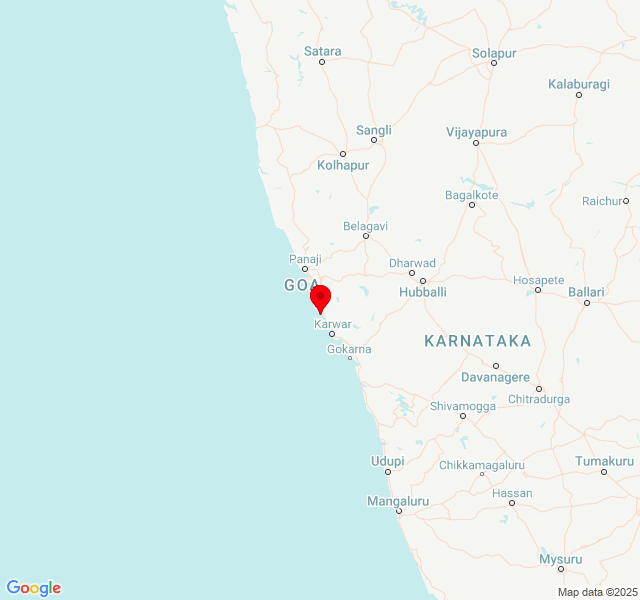 Satara
Solapur
Kalaburagi
Sangli
Vijayapura
Kolhapur
Bagalkote
Raichur
Belagavi
Panaji
Dharwad
GOA
Hosapete
Hubballi
Ballari
Karwar
KARNATAKA
Gokarna
Davanagere
Chitradurga
Shivamogga
Udupi
Chikkamagaluru
Tumakuru
Mangaluru
Hassan
Mysuru
Google
Map data ©2025